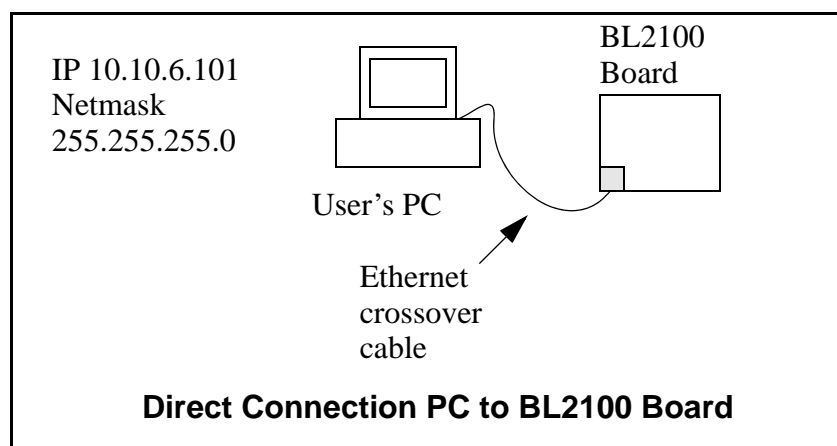 IP 10.10.6.101
Netmask
255.255.255.0
BL2100
Board
User’s PC
Ethernet
crossover
cable
Direct Connection PC to BL2100 Board